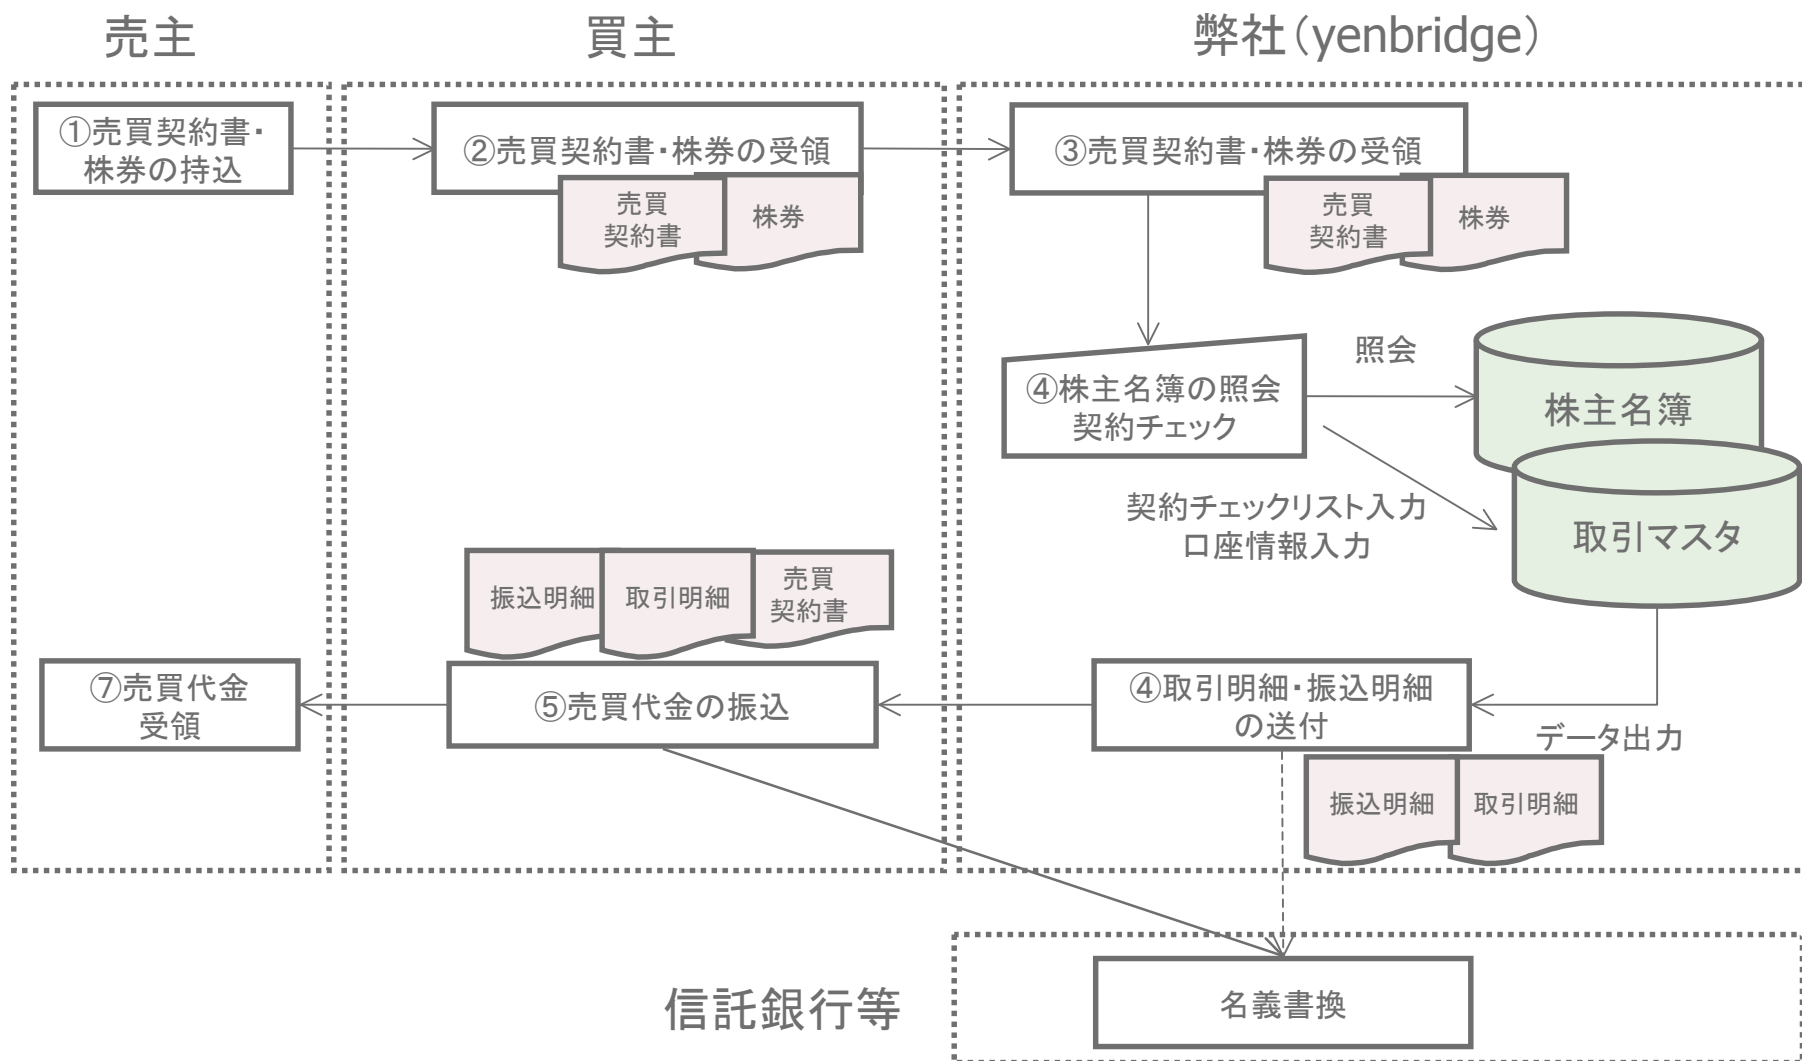 売主
買主
弊社(yenbridge)
①売買契約書・
株券の持込
②売買契約書・株券の受領
③売買契約書・株券の受領
売買
契約書
株券
売買
契約書
株券
④株主名簿の照会
契約チェック
照会
株主名簿
取引マスタ
契約チェックリスト入力
口座情報入力
振込明細
取引明細
売買
契約書
⑦売買代金
受領
⑤売買代金の振込
④取引明細・振込明細
の送付
データ出力
振込明細
取引明細
信託銀行等
名義書換